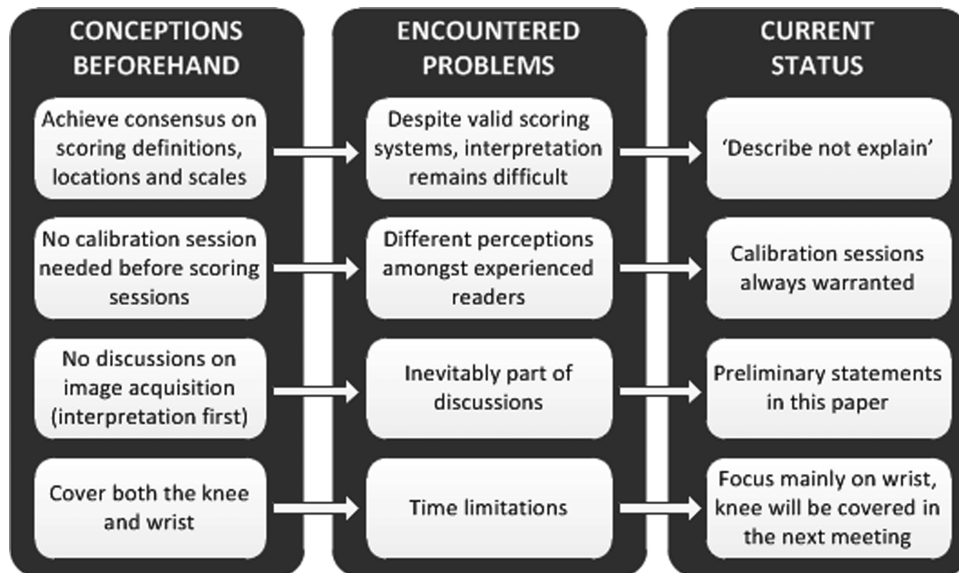 CONCEPTIONS
BEFOREHAND
ENCOUNTERED
PROBLEMS
CURRENT
STATUS
Achieve consensus on
scoring definitions,
locations and scales
Despite valid scoring
systems, interpretation
remains difficult
‘Describe not explain’
No calibration session
needed before scoring
sessions
Different perceptions
amongst experienced
readers
Calibration sessions
always warranted
No discussions on
image acquisition
(interpretation first)
Inevitably part of
discussions
Preliminary statements
in this paper
Cover both the knee
and wrist
Time limitations
Focus mainly on wrist,
knee will be covered in
the next meeting